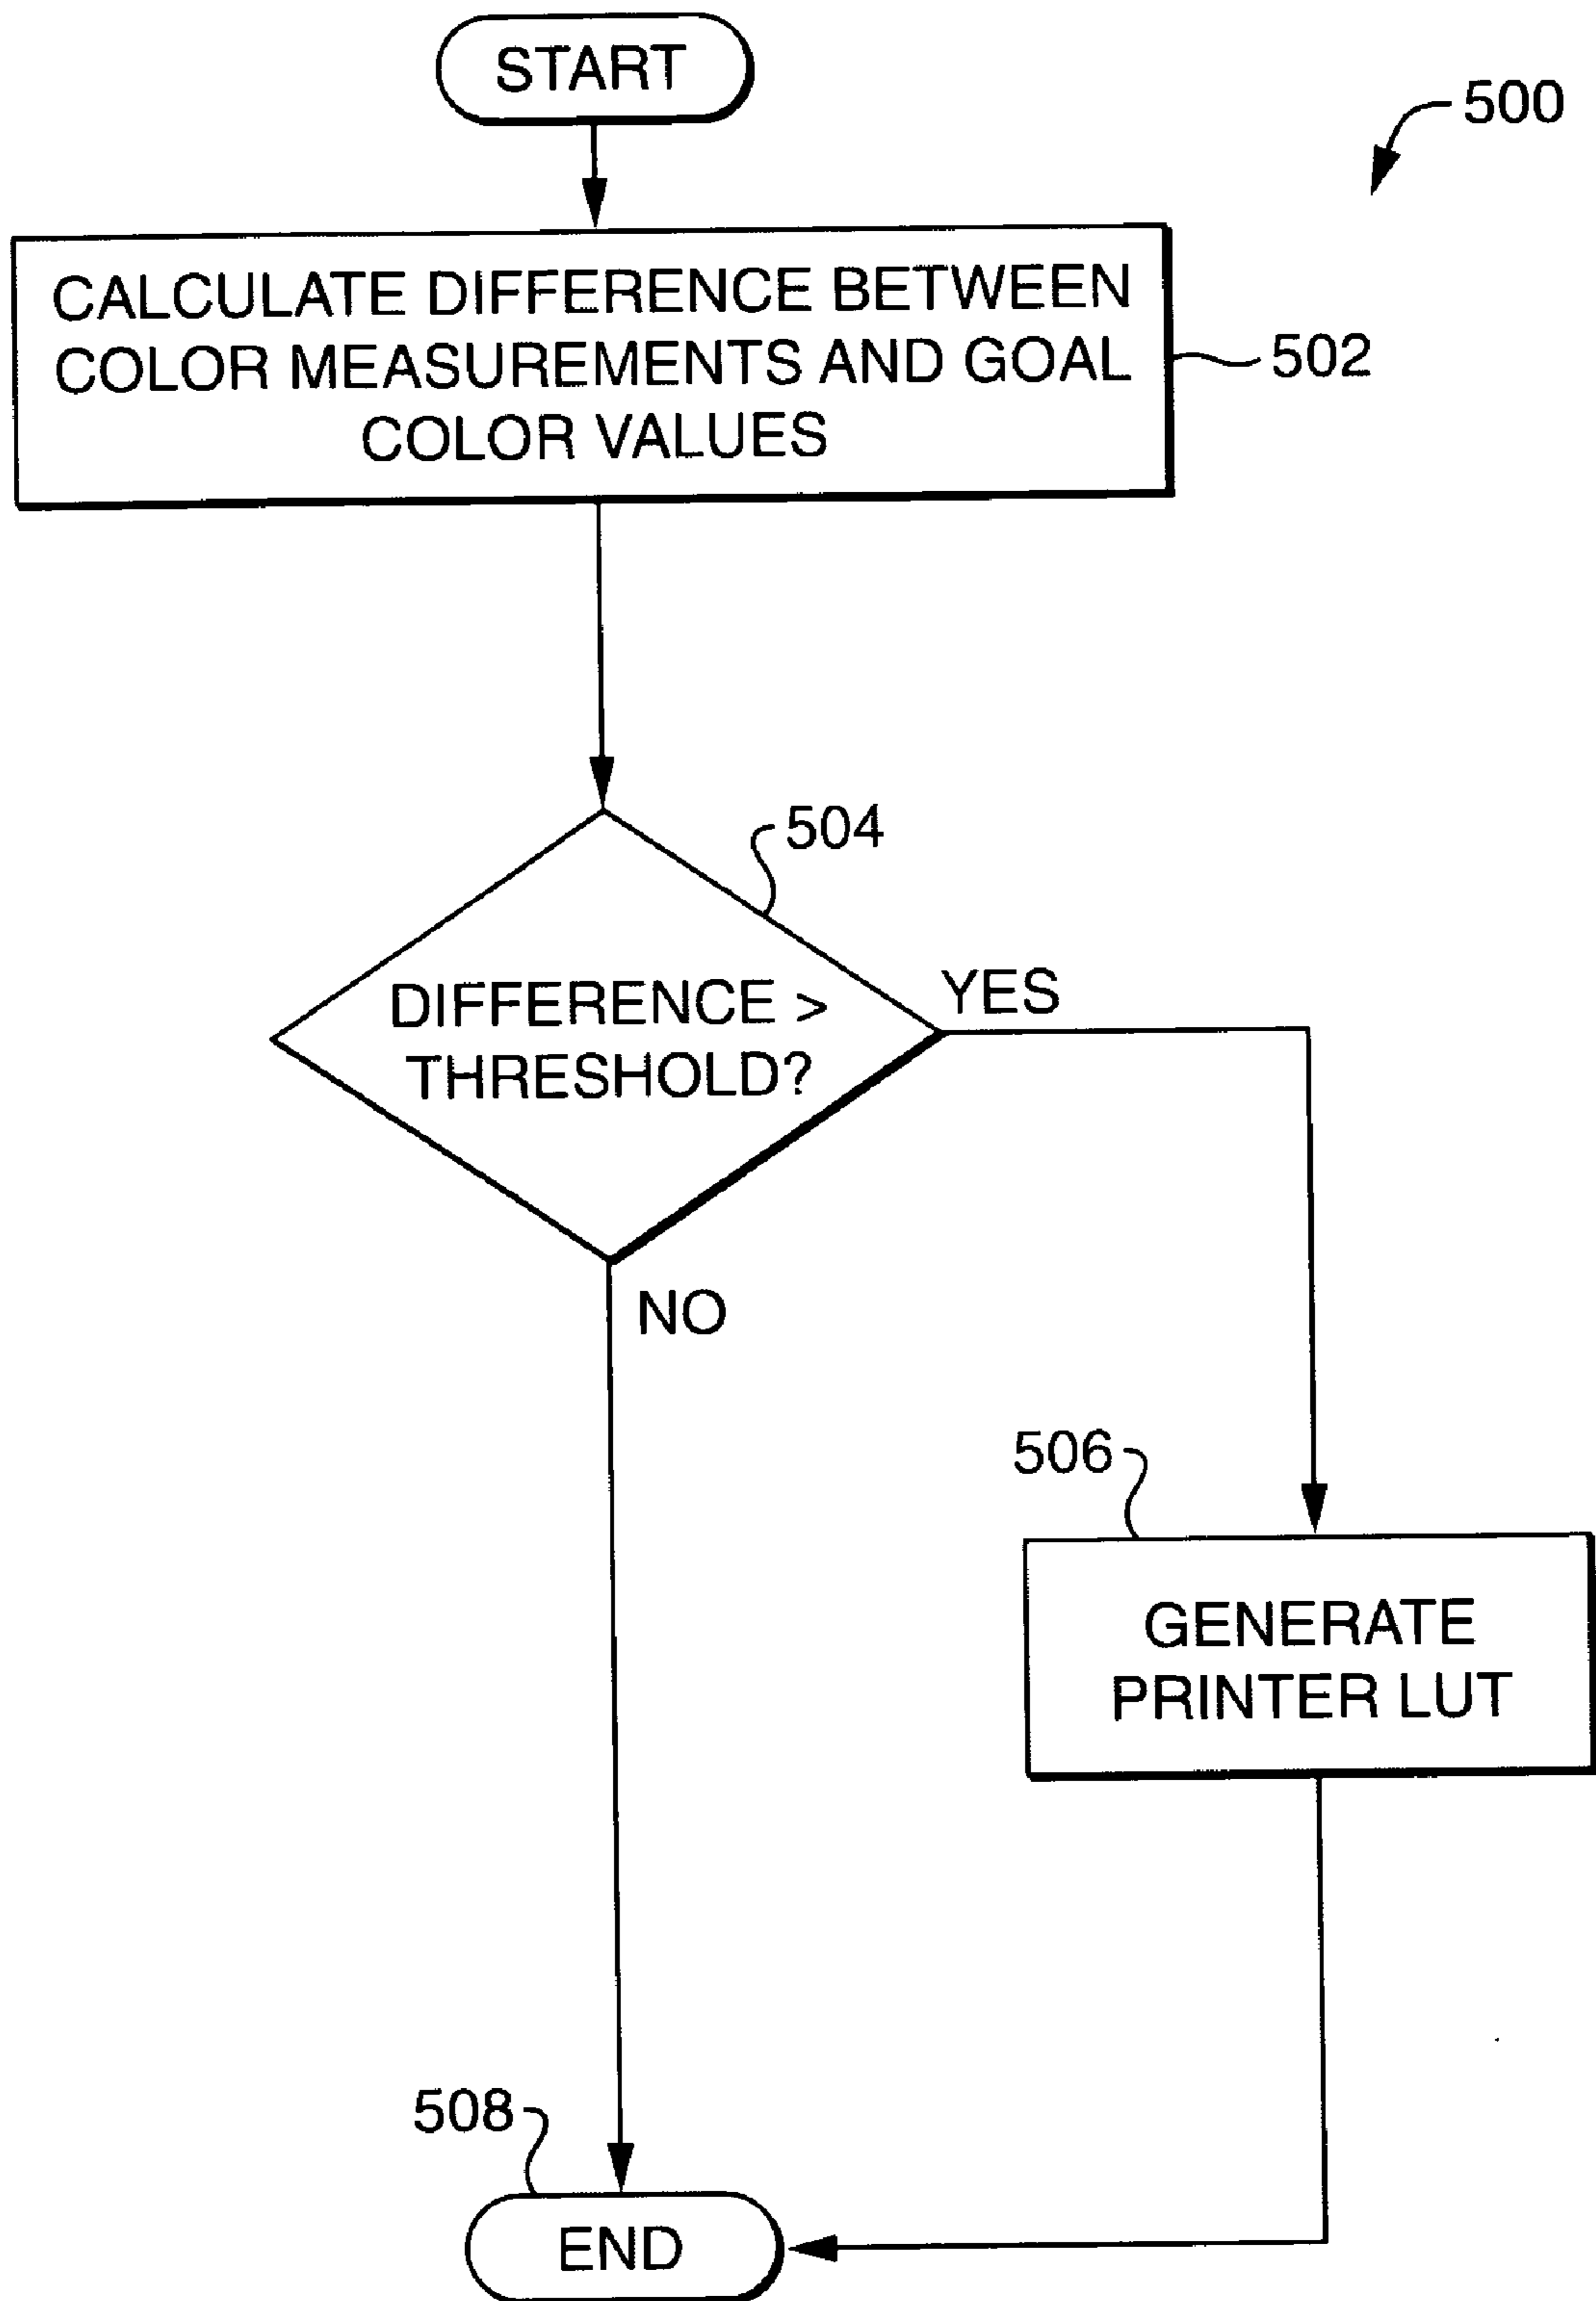 START
500
CALCULATE DIFFERENCE BETWEEN
COLOR MEASUREMENTS AND GOAL
COLOR VALUES
502
504
DIFFERENCE >
THRESHOLD?
YES
NO
506
GENERATE
PRINTER LUT
508
END